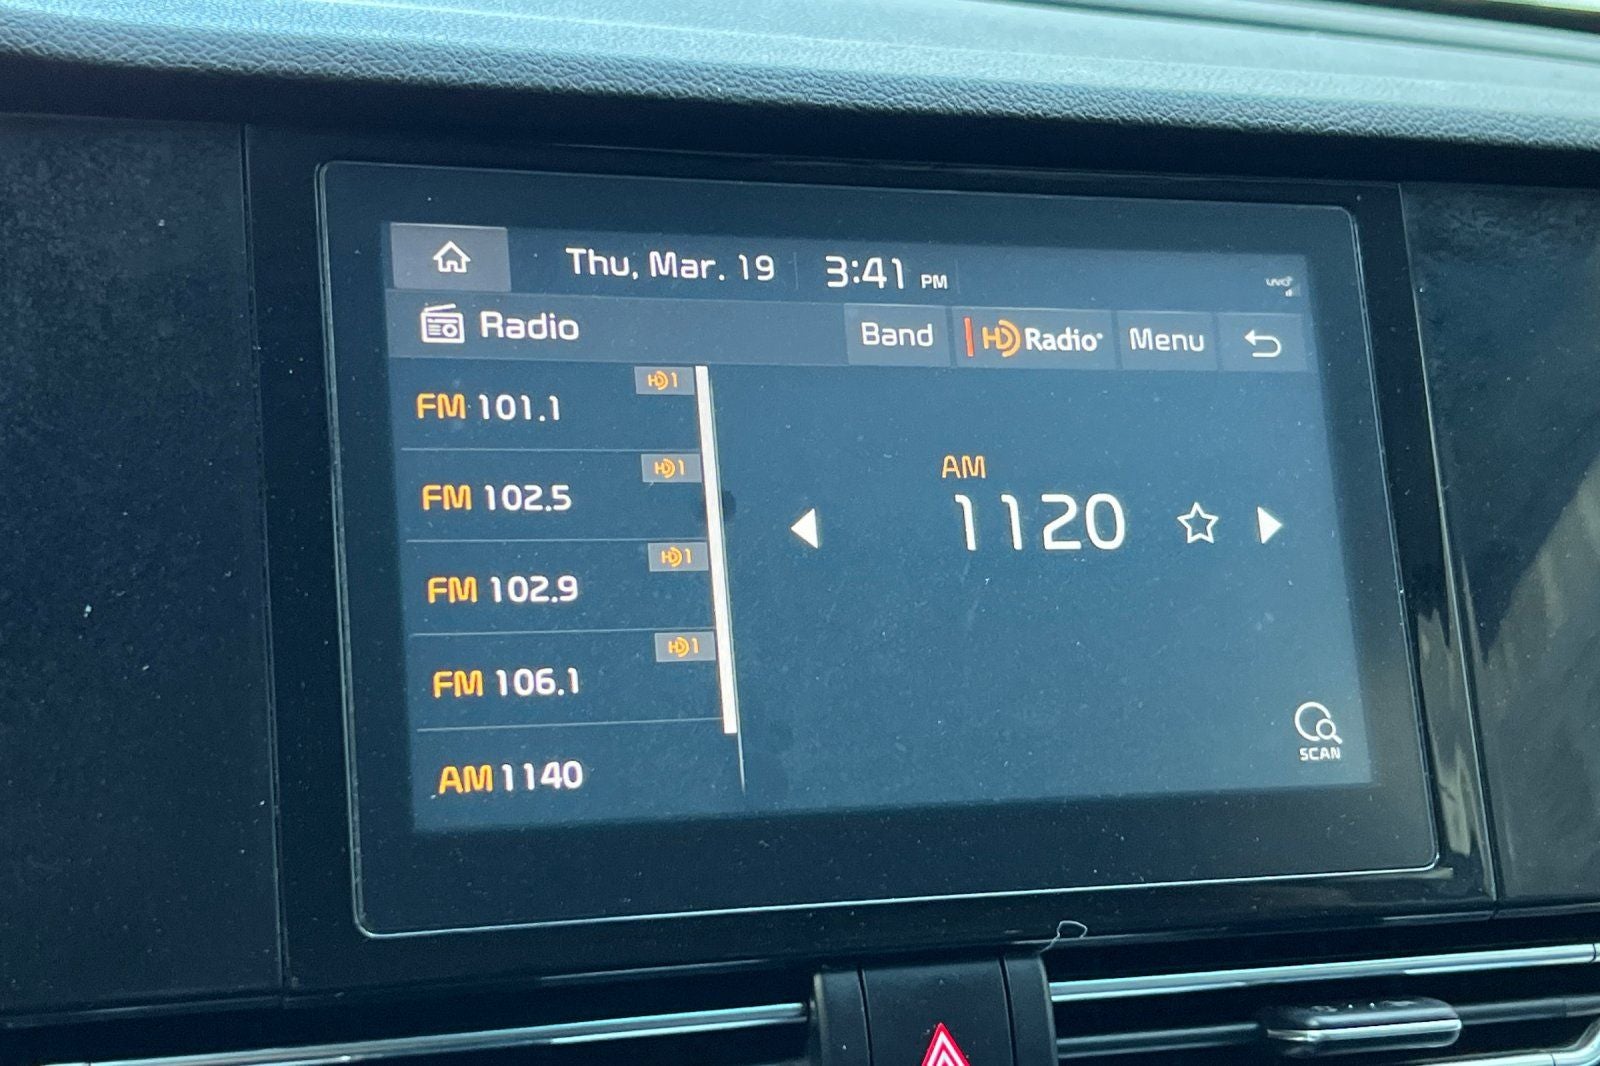 Thu, Mar. 19 3:41 PM
UVO
Radio Band HD Radio Menu
HD1
FM 101.1
HD1
FM 102.5
HD1
FM 102.9
HD1
FM 106.1
AM 1140
AM
1120
SCAN